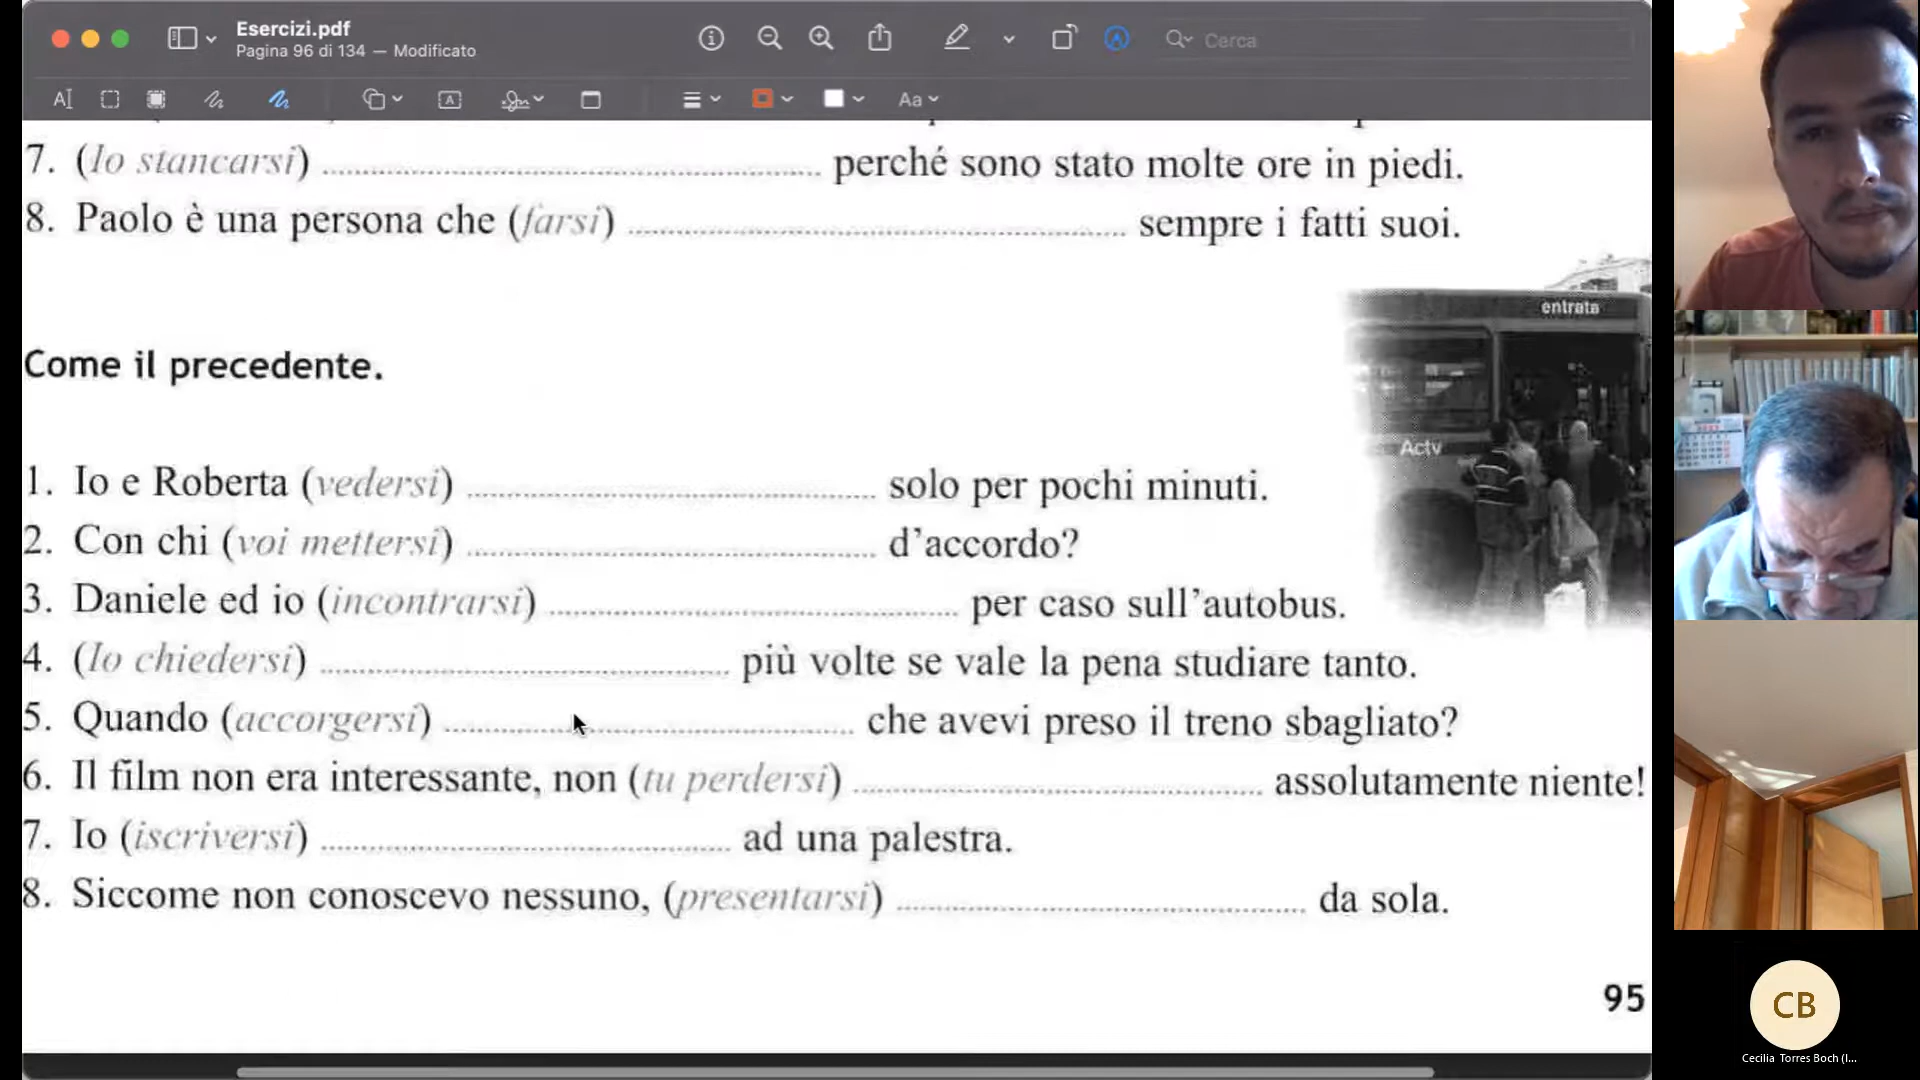 Esercizi.pdf
Pagina 96 di 134 — Modificato
Cerca
Aa
7. (Io stancarsi) ........ perché sono stato molte ore in piedi.
8. Paolo è una persona che (farsi) ........ sempre i fatti suoi.
entrata
Come il precedente.
Actv
1. Io e Roberta (vedersi) ........ solo per pochi minuti.
2. Con chi (voi mettersi) ........ d’accordo?
3. Daniele ed io (incontrarsi) ........ per caso sull’autobus.
4. (Io chiedersi) ........ più volte se vale la pena studiare tanto.
5. Quando (accorgersi) ........ che avevi preso il treno sbagliato?
6. Il film non era interessante, non (tu perdersi) ........ assolutamente niente!
7. Io (iscriversi) ........ ad una palestra.
8. Siccome non conoscevo nessuno, (presentarsi) ........ da sola.
95
CB
Cecilia Torres Boch (I...